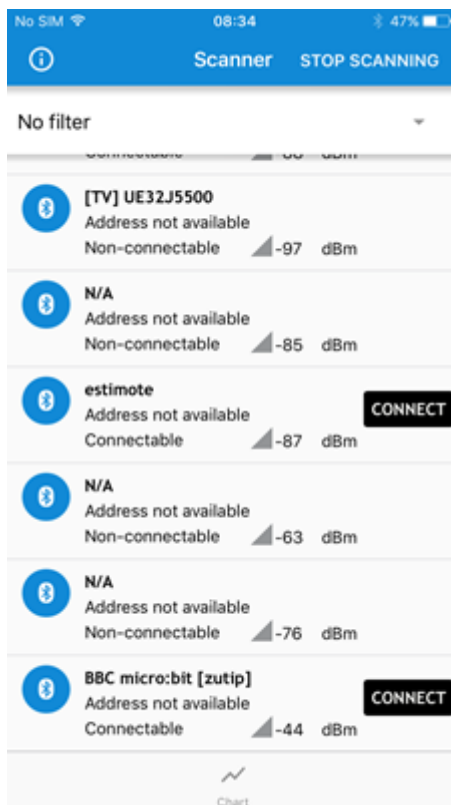 No SIM 08:34 47%
Scanner STOP SCANNING
No filter
[TV] UE32J5500
Address not available
Non-connectable -97 dBm
N/A
Address not available
Non-connectable -85 dBm
estimote
Address not available
CONNECT
Connectable -87 dBm
N/A
Address not available
Non-connectable -63 dBm
N/A
Address not available
Non-connectable -76 dBm
BBC micro:bit [zutip]
Address not available
CONNECT
Connectable -44 dBm
Chart